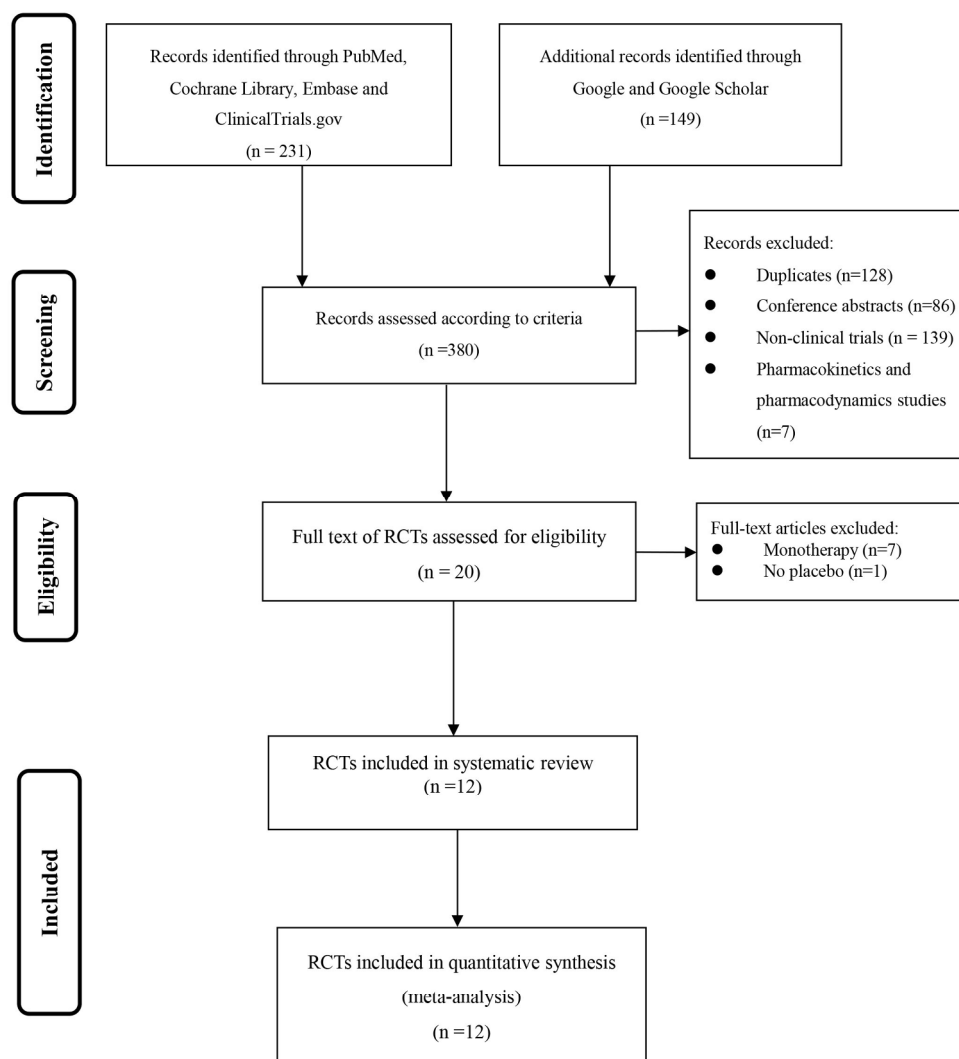 Identification
Records identified through PubMed,
Cochrane Library, Embase and
ClinicalTrials.gov
(n = 231)
Additional records identified through
Google and Google Scholar
(n =149)
Screening
Records assessed according to criteria
(n =380)
Records excluded:
● Duplicates (n=128)
● Conference abstracts (n=86)
● Non-clinical trials (n = 139)
● Pharmacokinetics and
pharmacodynamics studies
(n=7)
Eligibility
Full text of RCTs assessed for eligibility
(n = 20)
Full-text articles excluded:
● Monotherapy (n=7)
● No placebo (n=1)
Included
RCTs included in systematic review
(n =12)
RCTs included in quantitative synthesis
(meta-analysis)
(n =12)